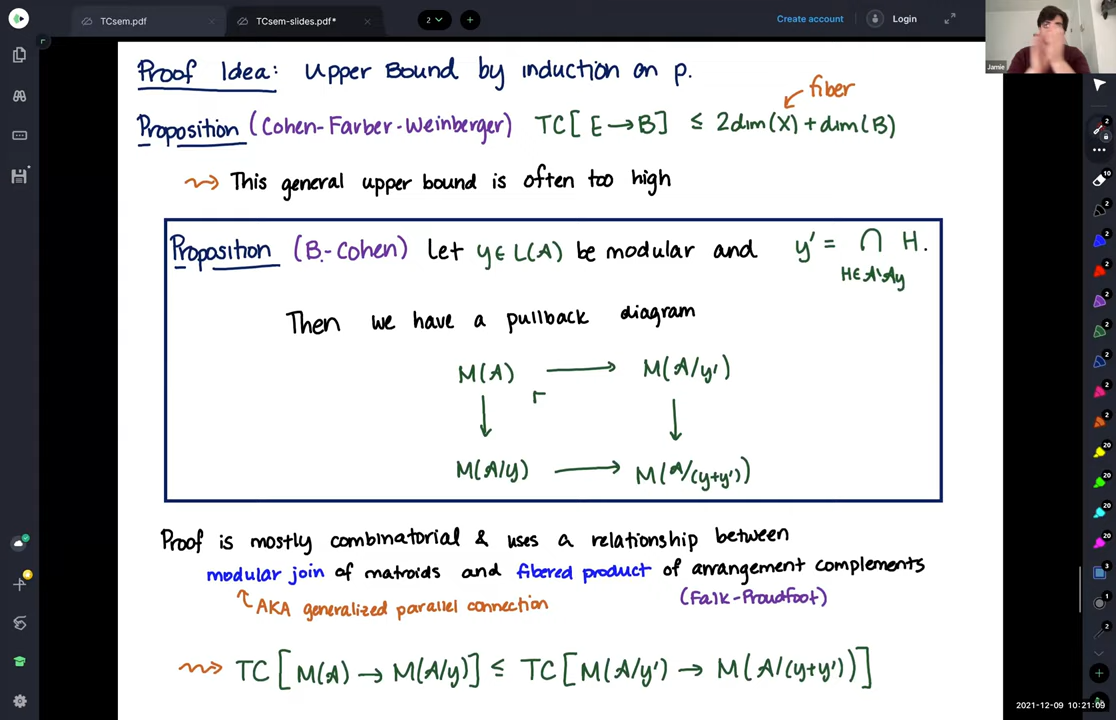 TCsem.pdf
TCsem-slides.pdf*
2
Create account
Login
Jamie
Proof Idea: Upper Bound by induction on p.
fiber
Proposition (Cohen-Farber-Weinberger) TC[E→B] ≤ 2dim(X)+dim(B)
⇝ This general upper bound is often too high
Proposition (B.-Cohen) Let y∈L(A) be modular and y' = ∩ H.
H∈A\Ay
Then we have a pullback diagram
M(A) → M(A/y')
M(A/y) → M(A/(y+y'))
Proof is mostly combinatorial & uses a relationship between
modular join of matroids and fibered product of arrangement complements
AKA generalized parallel connection
(Falk-Proudfoot)
⇝ TC[M(A) → M(A/y)] ≤ TC[M(A/y') → M(A/(y+y'))]
2021-12-09 10:21:09